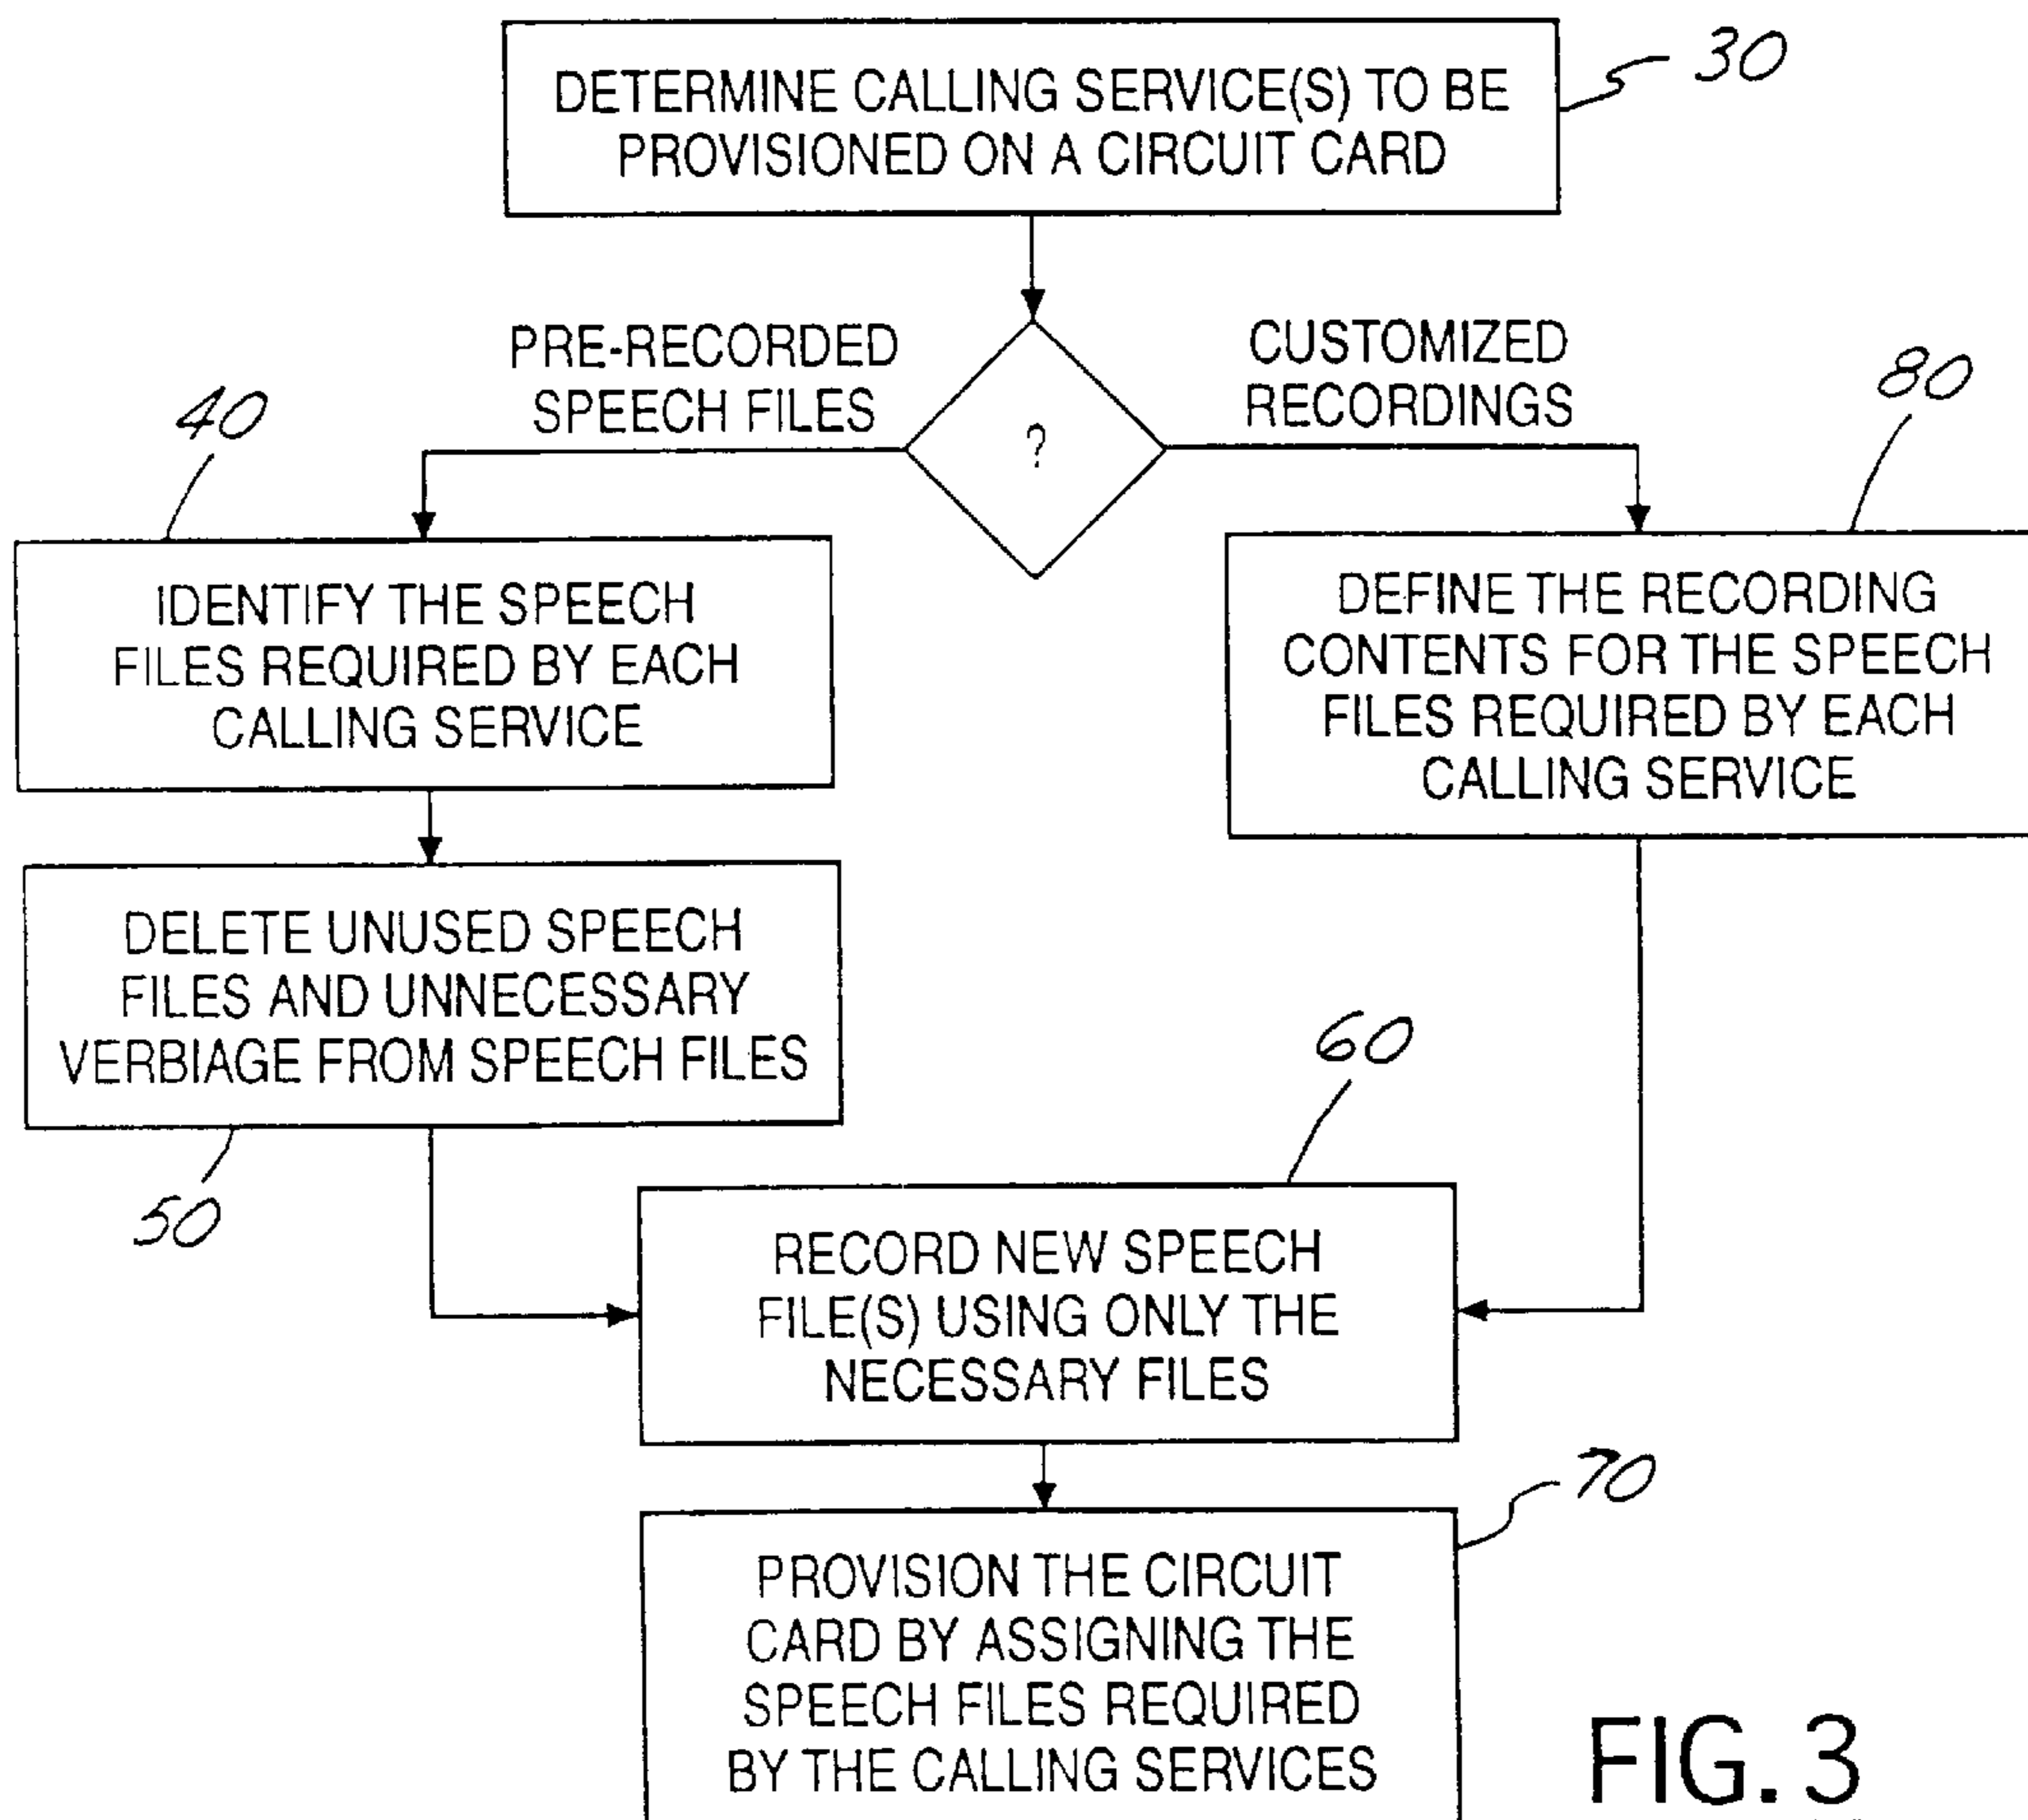 DETERMINE CALLING SERVICE(S) TO BE
PROVISIONED ON A CIRCUIT CARD
30
PRE-RECORDED
SPEECH FILES
?
CUSTOMIZED
RECORDINGS
40
80
IDENTIFY THE SPEECH
FILES REQUIRED BY EACH
CALLING SERVICE
DEFINE THE RECORDING
CONTENTS FOR THE SPEECH
FILES REQUIRED BY EACH
CALLING SERVICE
DELETE UNUSED SPEECH
FILES AND UNNECESSARY
VERBIAGE FROM SPEECH FILES
50
60
RECORD NEW SPEECH
FILE(S) USING ONLY THE
NECESSARY FILES
70
PROVISION THE CIRCUIT
CARD BY ASSIGNING THE
SPEECH FILES REQUIRED
BY THE CALLING SERVICES
FIG. 3